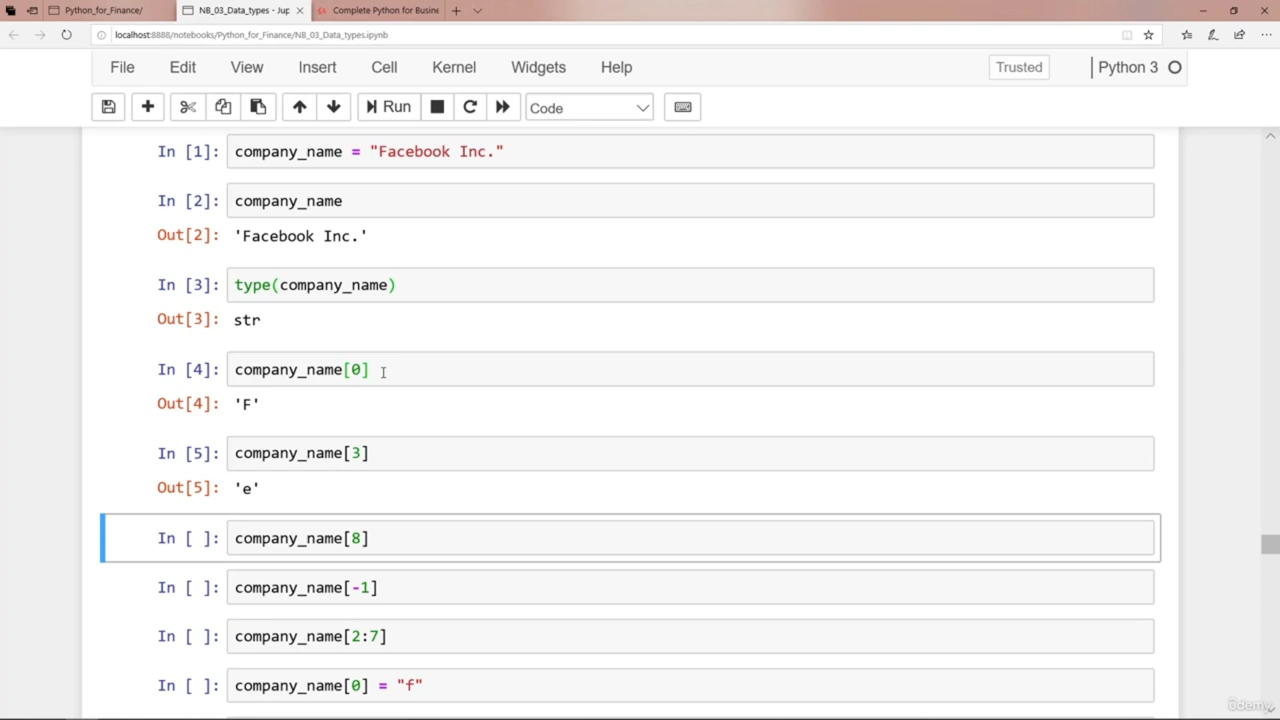 Python_for_Finance/
NB_03_Data_types - Jup
Complete Python for Busine
localhost:8888/notebooks/Python_for_Finance/NB_03_Data_types.ipynb
File Edit View Insert Cell Kernel Widgets Help Trusted Python 3
Run Code
In [1]: company_name = "Facebook Inc."
In [2]: company_name
Out[2]: 'Facebook Inc.'
In [3]: type(company_name)
Out[3]: str
In [4]: company_name[0]
Out[4]: 'F'
In [5]: company_name[3]
Out[5]: 'e'
In [ ]: company_name[8]
In [ ]: company_name[-1]
In [ ]: company_name[2:7]
In [ ]: company_name[0] = "f"
ûdemy